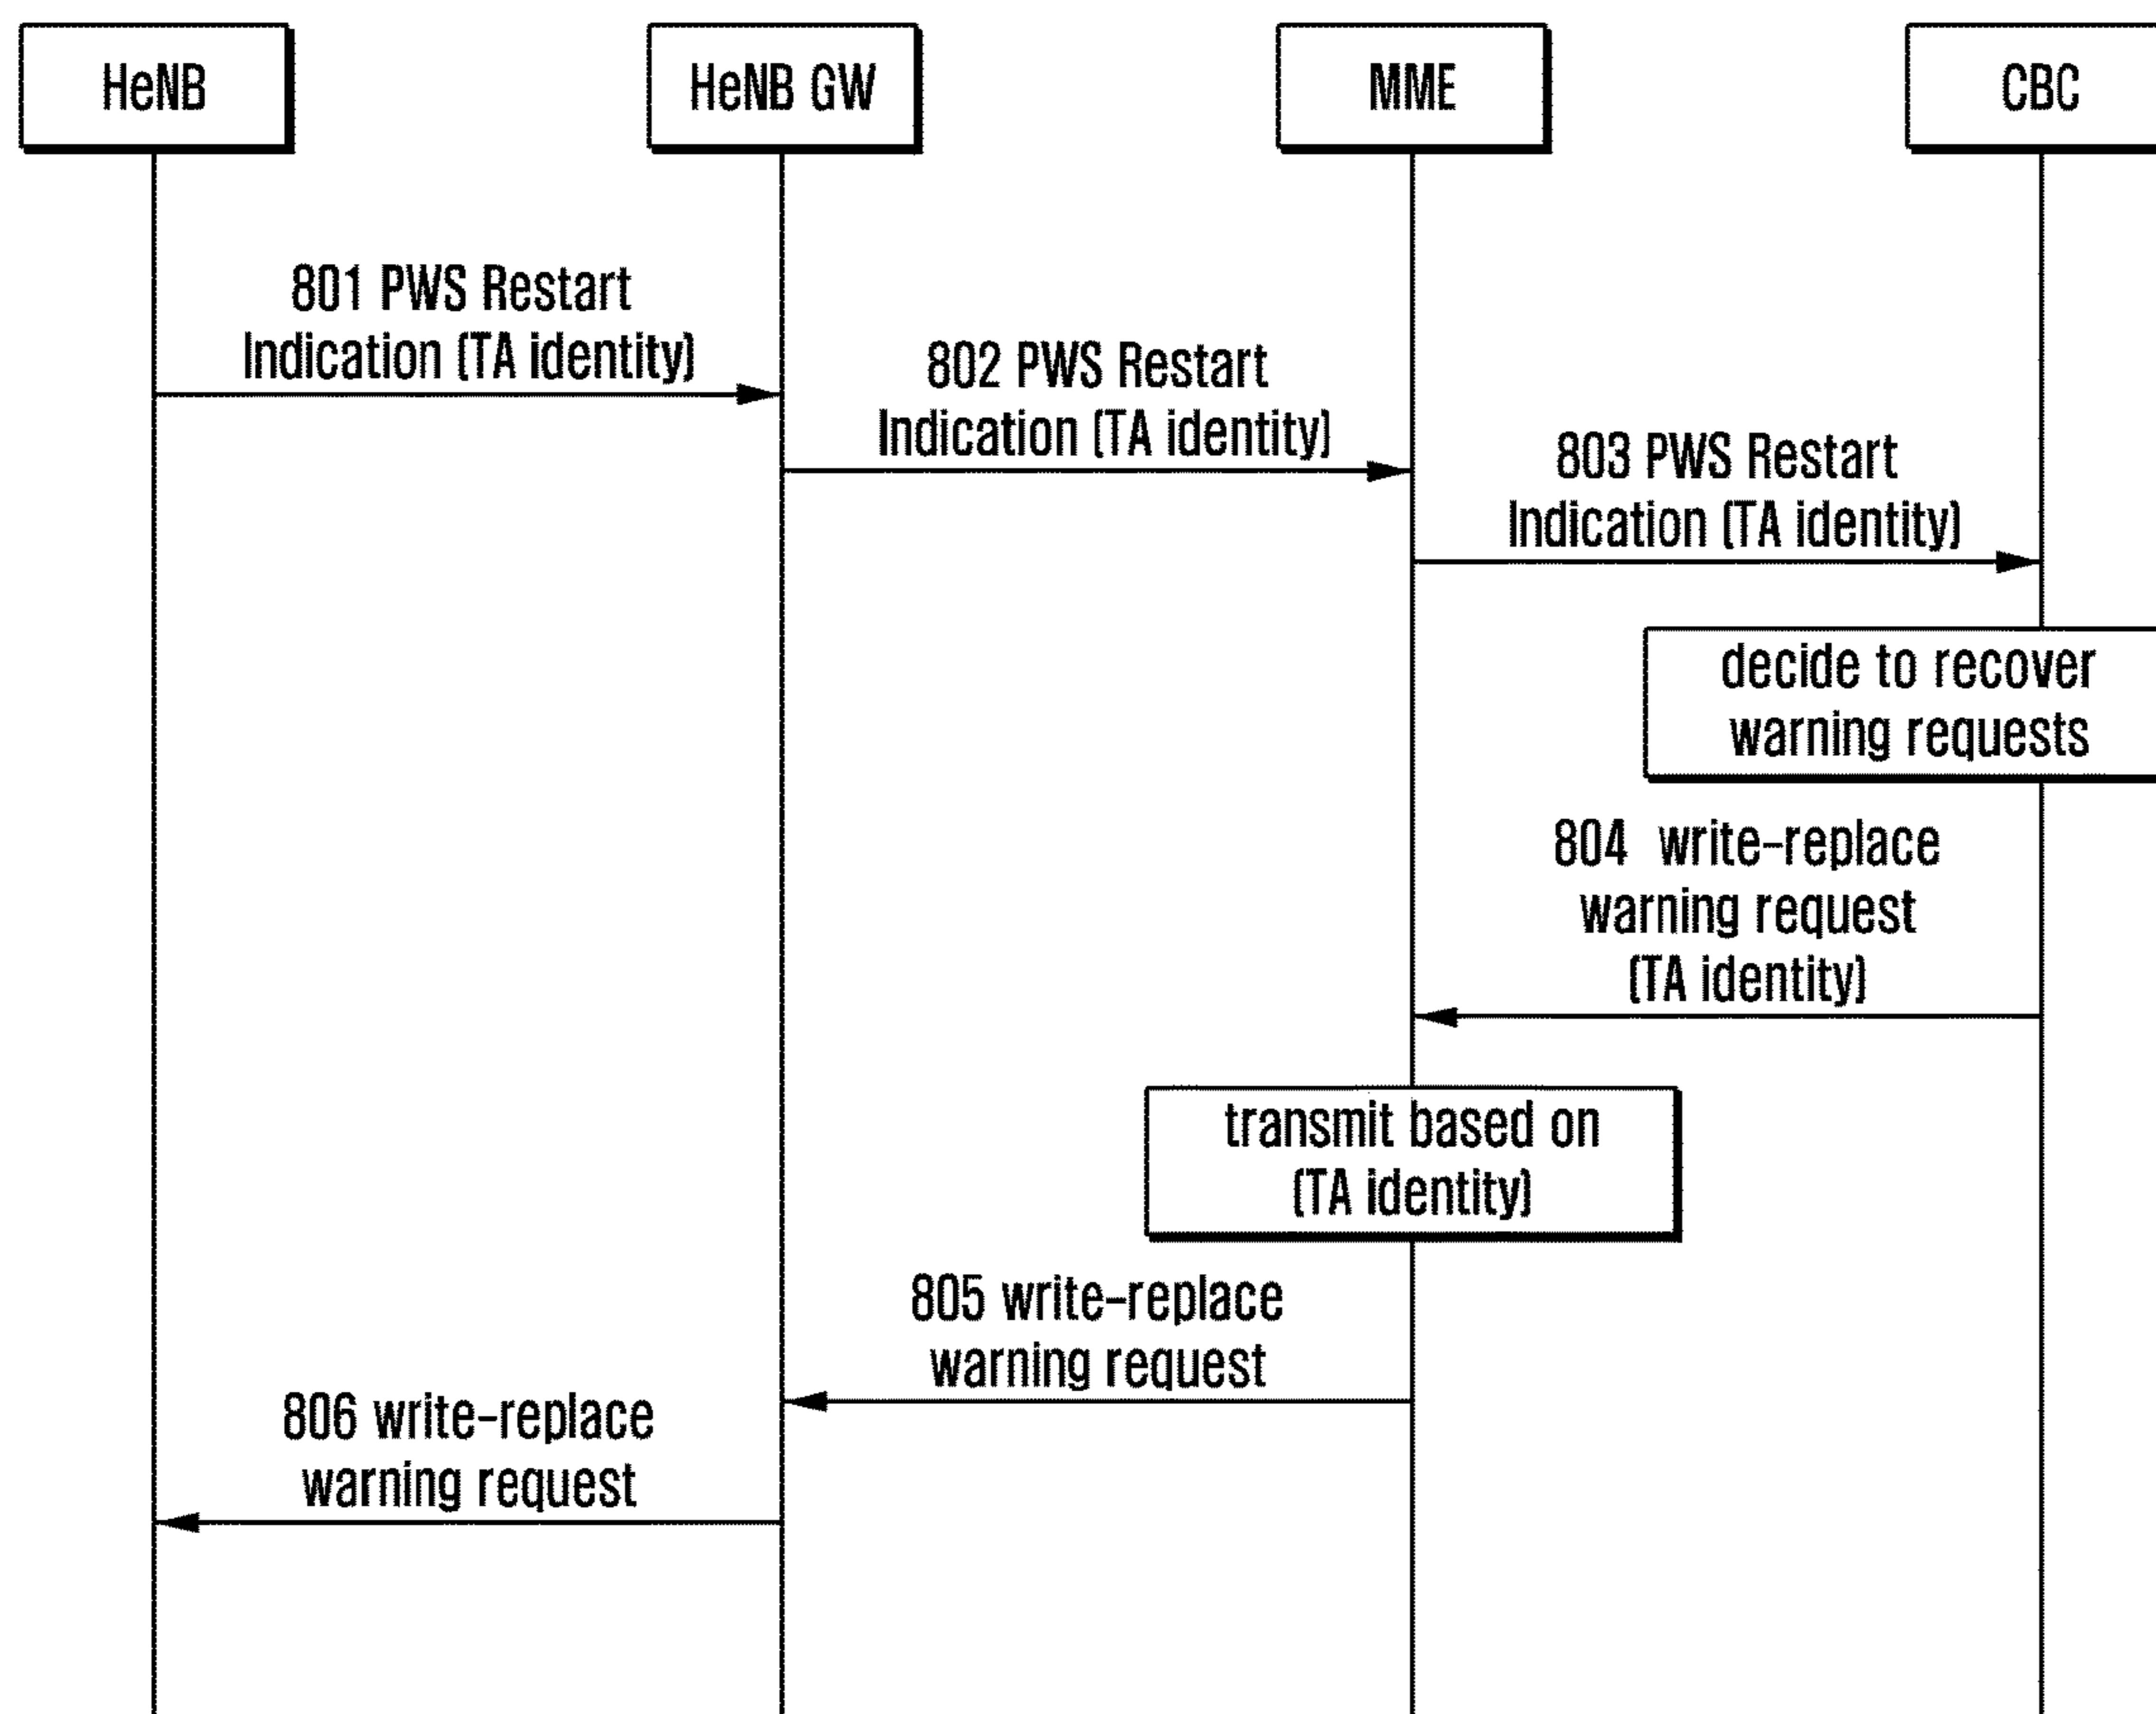 HeNB
HeNB GW
MME
CBC
801 PWS Restart
Indication (TA identity)
802 PWS Restart
Indication (TA identity)
803 PWS Restart
Indication (TA identity)
decide to recover
warning requests
804 write-replace
warning request
(TA identity)
transmit based on
(TA identity)
805 write-replace
warning request
806 write-replace
warning request